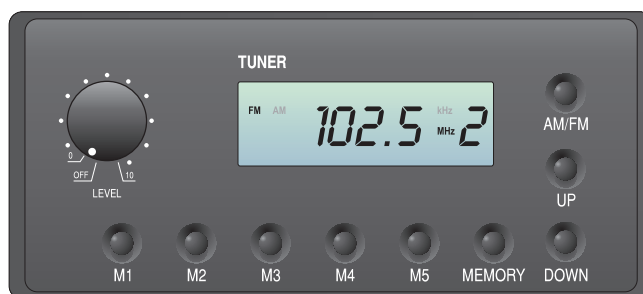 TUNER
FM AM 102.5 kHz MHz 2
AM/FM
0
OFF 10
LEVEL
UP
M1 M2 M3 M4 M5 MEMORY DOWN